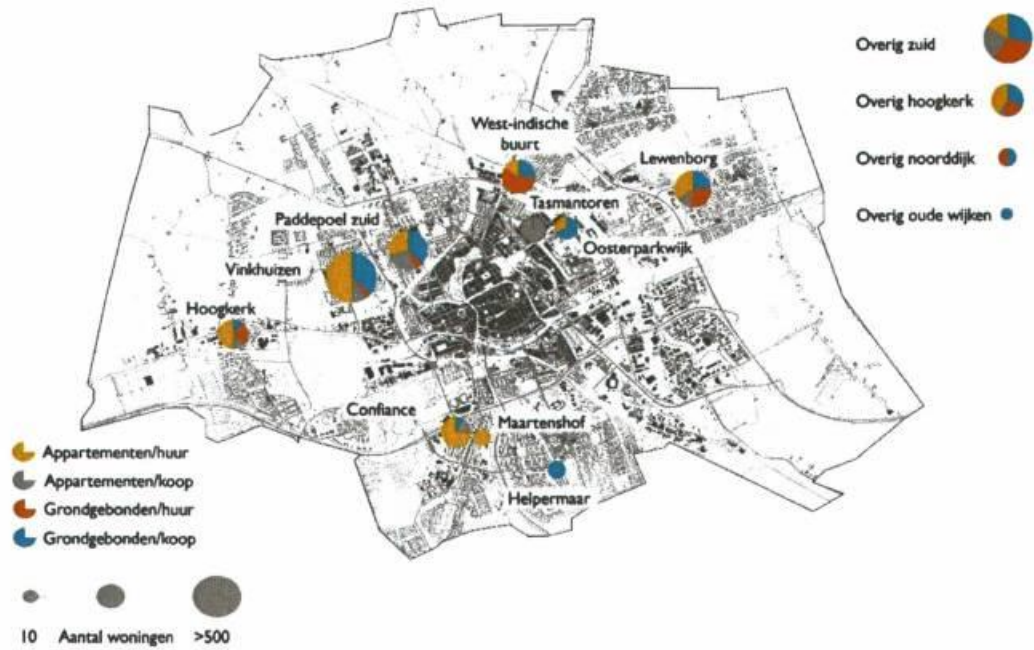 Overig zuid
Overig hoogkerk
Overig noorddijk
Overig oude wijken
West-indische
buurt
Lewenborg
Tasmantoren
Paddepoel zuid
Oosterparkwijk
Vinkhuizen
Hoogkerk
Confiance
Maartenshof
Helpermaar
Appartementen/huur
Appartementen/koop
Grondgebonden/huur
Grondgebonden/koop
10 Aantal woningen >500